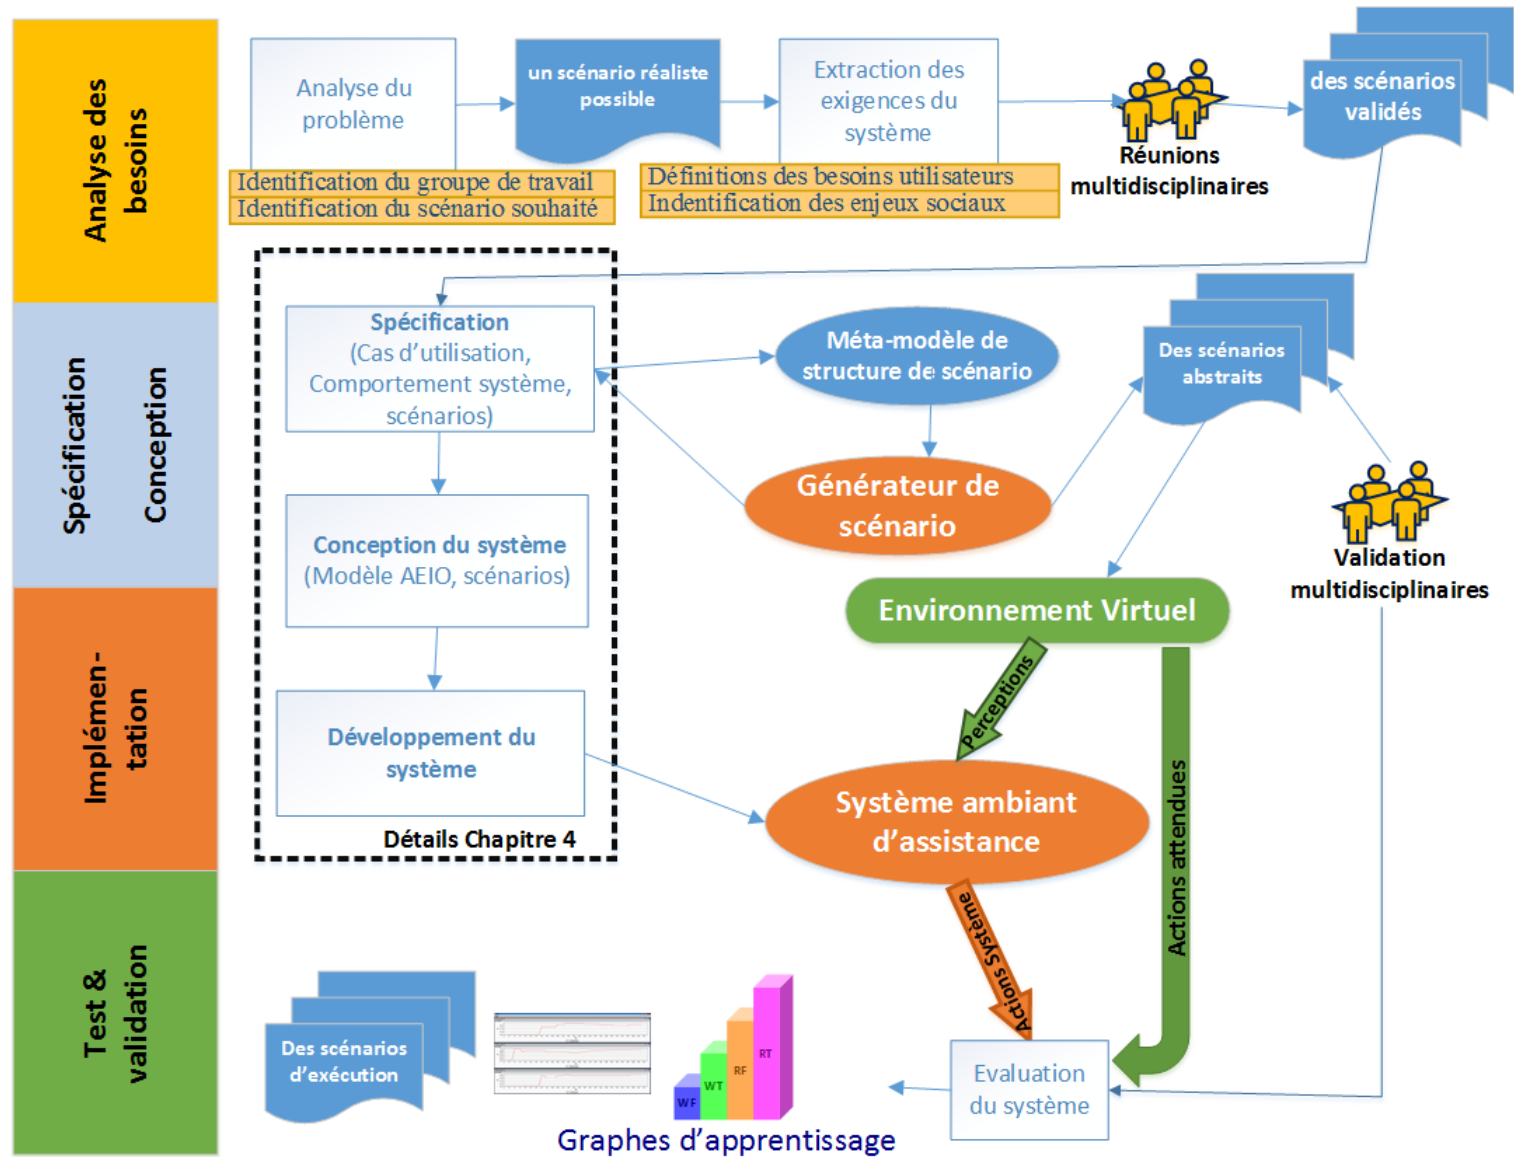 Analyse des
besoins
Analyse du
problème
un scénario réaliste
possible
Extraction des
exigences du
système
Réunions
multidisciplinaires
des scénarios
validés
Identification du groupe de travail
Identification du scénario souhaité
Définitions des besoins utilisateurs
Indentification des enjeux sociaux
Spécification
Conception
Spécification
(Cas d'utilisation,
Comportement système,
scénarios)
Méta-modèle de
structure de scénario
Des scénarios
abstraits
Générateur de
scénario
Validation
multidisciplinaires
Conception du système
(Modèle AEIO, scénarios)
Environnement Virtuel
Implémen-
tation
Perceptions
Développement du
système
Système ambiant
d'assistance
Détails Chapitre 4
Actions attendues
Actions Système
Test &
validation
Des scénarios
d'exécution
WF
WT
RF
RT
Graphes d'apprentissage
Evaluation
du système